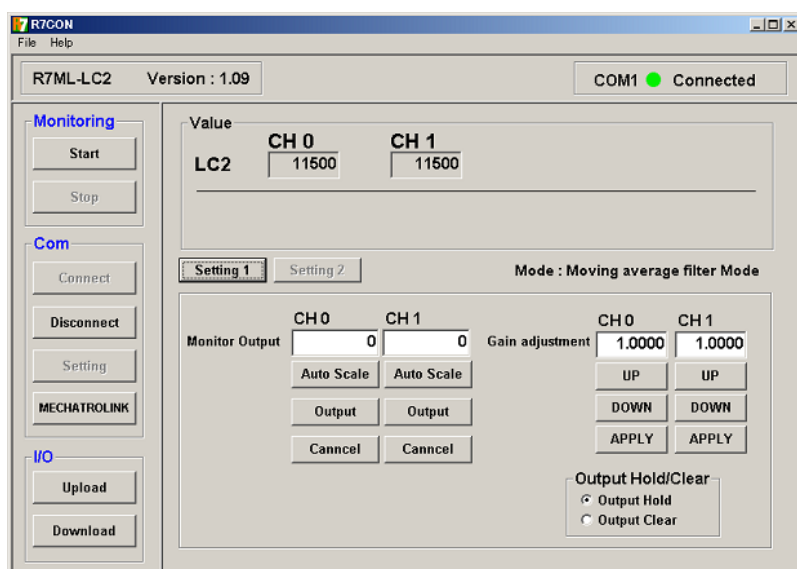 R7CON
File Help
R7ML-LC2 Version : 1.09
COM1 Connected
Monitoring
Start
Stop
Com
Connect
Disconnect
Setting
MECHATROLINK
I/O
Upload
Download
Value
CH 0 CH 1
LC2 11500 11500
Setting 1 Setting 2 Mode : Moving average filter Mode
CH 0 CH 1
Monitor Output 0 0
Auto Scale Auto Scale
Output Output
Canncel Canncel
CH 0 CH 1
Gain adjustment 1.0000 1.0000
UP UP
DOWN DOWN
APPLY APPLY
Output Hold/Clear
Output Hold
Output Clear